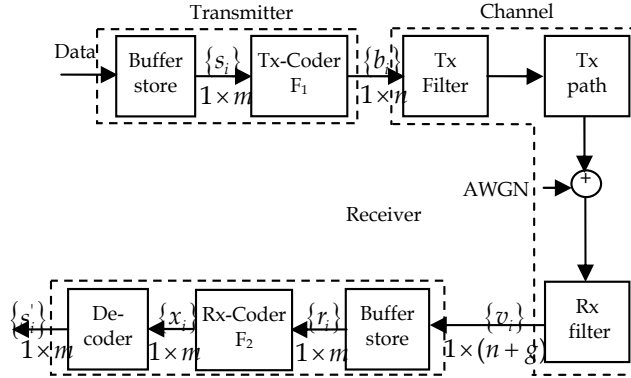 Transmitter
Channel
Data
Buffer
store
{s_i}
1×m
Tx-Coder
F₁
{b_i}
1×n
Tx
Filter
Tx
path
+
AWGN
Receiver
{s'_i}
1×m
De-
coder
{x_i}
1×m
Rx-Coder
F₂
{r_i}
1×m
Buffer
store
{v_i}
1×(n+g)
Rx
filter